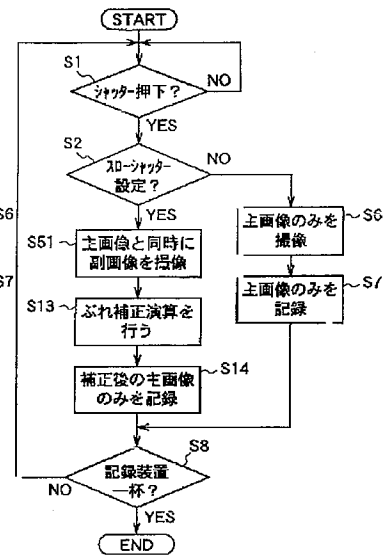 START
S1
シャッター押下?
NO
YES
S2
スローシャッター
設定?
NO
YES
S6
S7
S51
主画像と同時に
副画像を撮像
主画像のみを
撮像
S6
S13
ぶれ補正演算を
行う
主画像のみを
記録
S7
補正後の主画像
のみを記録
S14
S8
記録装置
一杯?
NO
YES
END